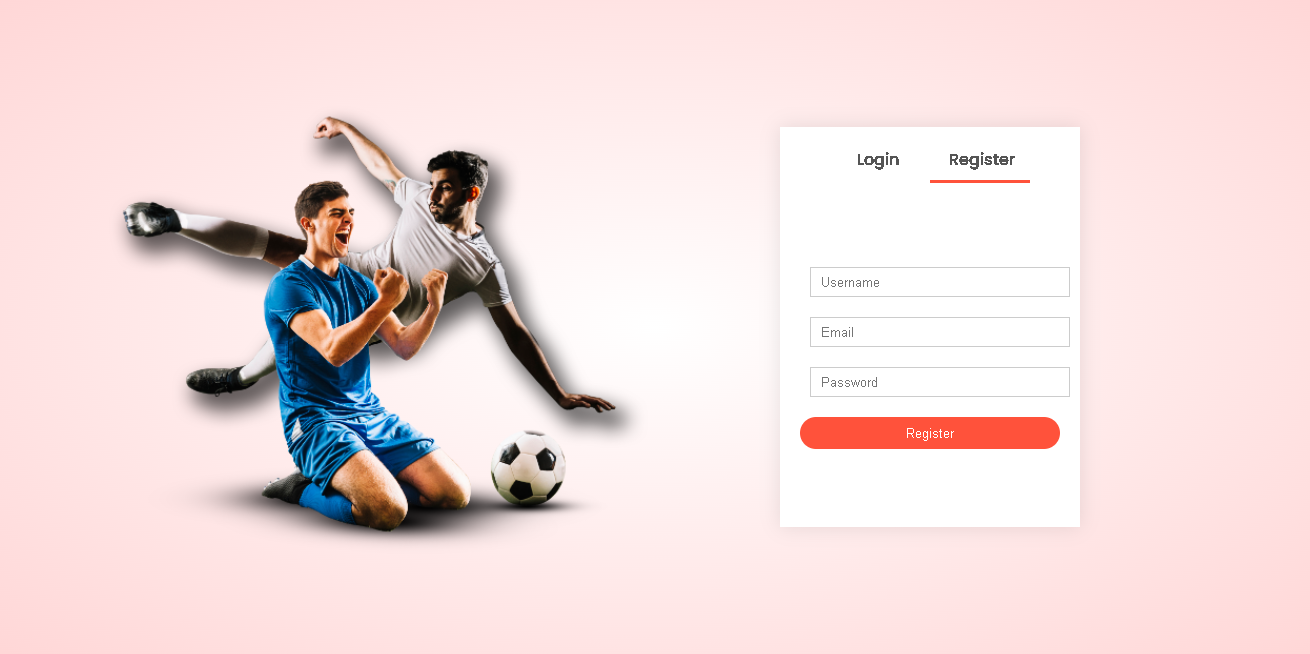 Login Register
Username
Email
Password
Register